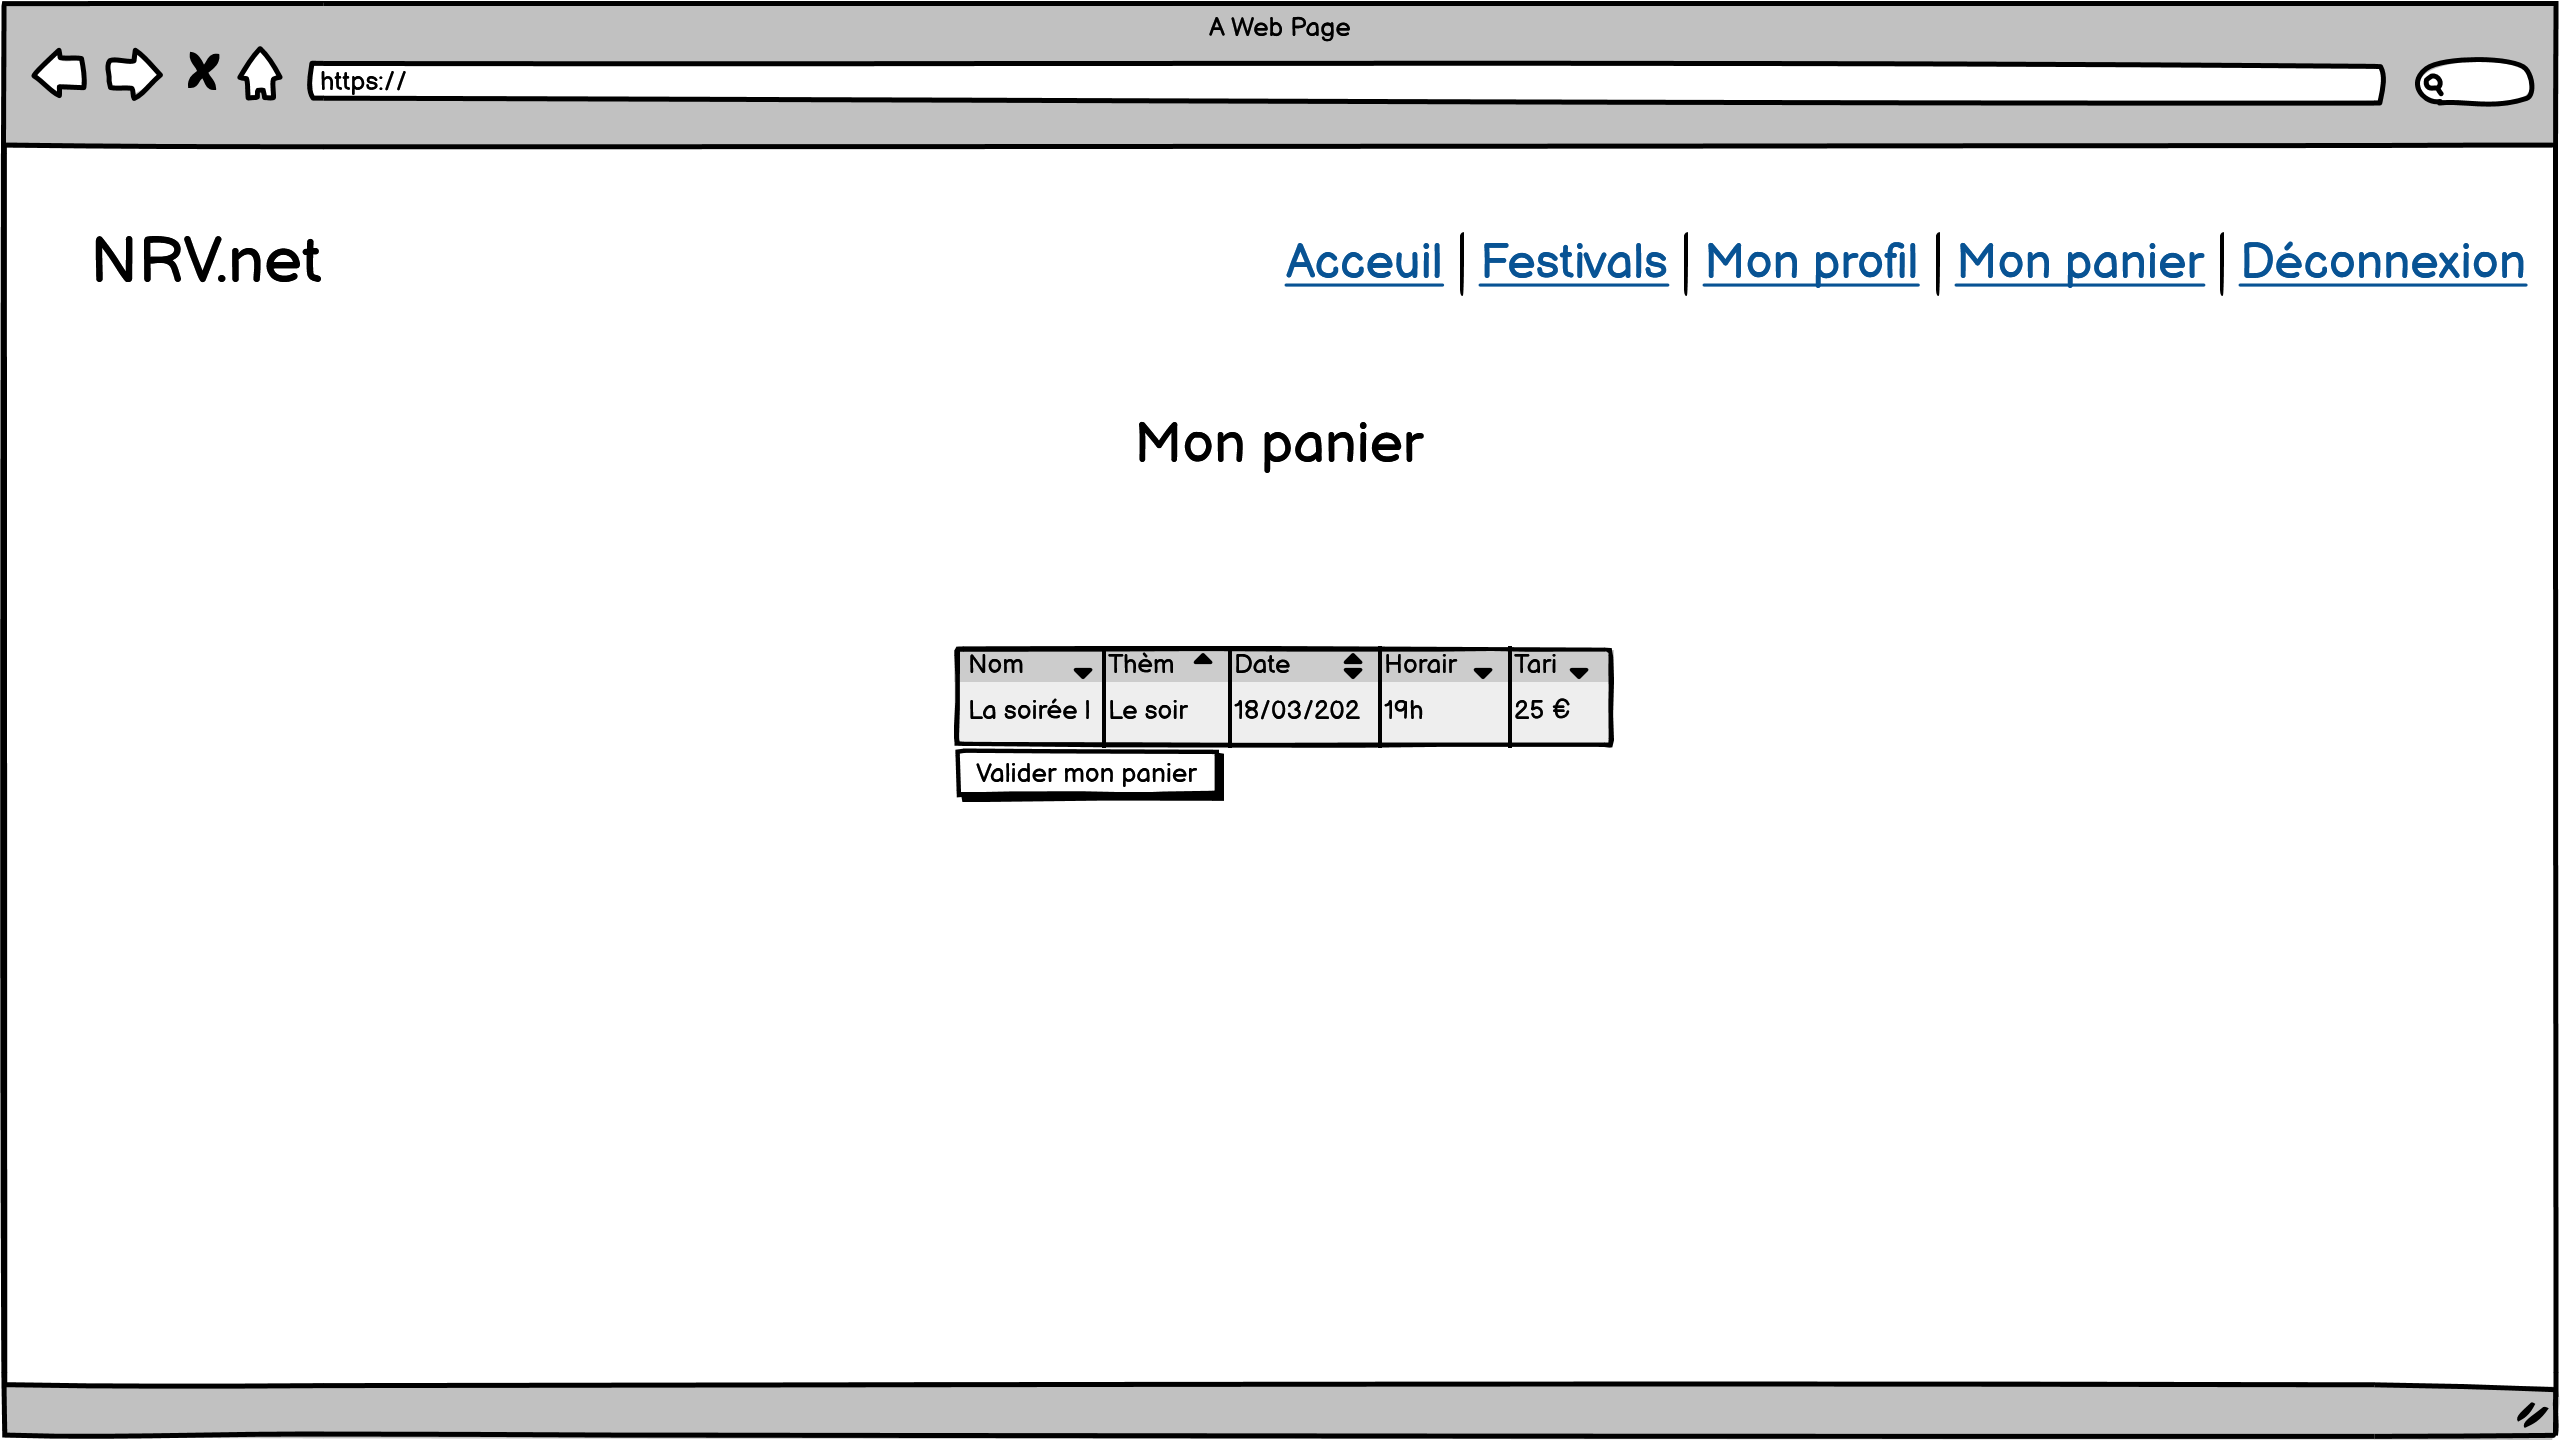 A Web Page
https://
NRV.net
Acceuil Festivals Mon profil Mon panier Déconnexion
Mon panier
Nom Thèm Date Horair Tari
La soirée l Le soir 18/03/202 19h 25 €
Valider mon panier